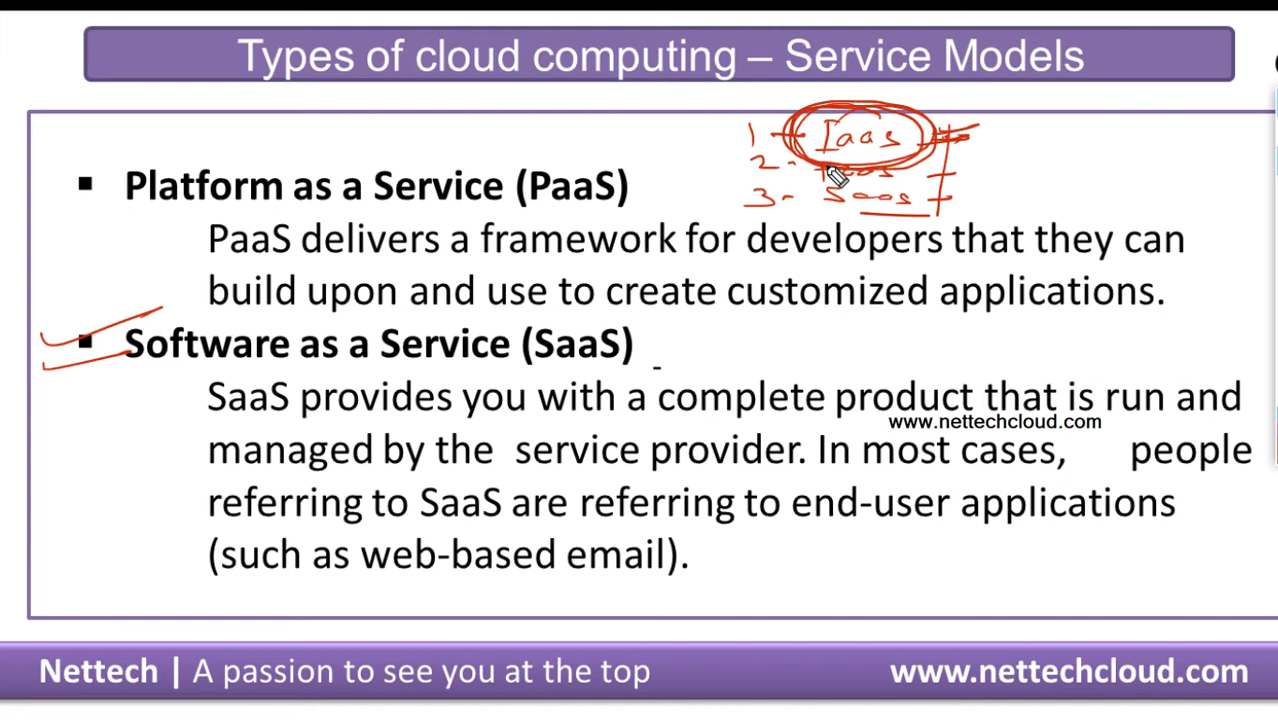 Types of cloud computing – Service Models
1 - Iaas
2 - Paas
3 - Saas
▪ Platform as a Service (PaaS)
PaaS delivers a framework for developers that they can
build upon and use to create customized applications.
▪ Software as a Service (SaaS)
SaaS provides you with a complete product that is run and
www.nettechcloud.com
managed by the service provider. In most cases, people
referring to SaaS are referring to end-user applications
(such as web-based email).
Nettech | A passion to see you at the top
www.nettechcloud.com